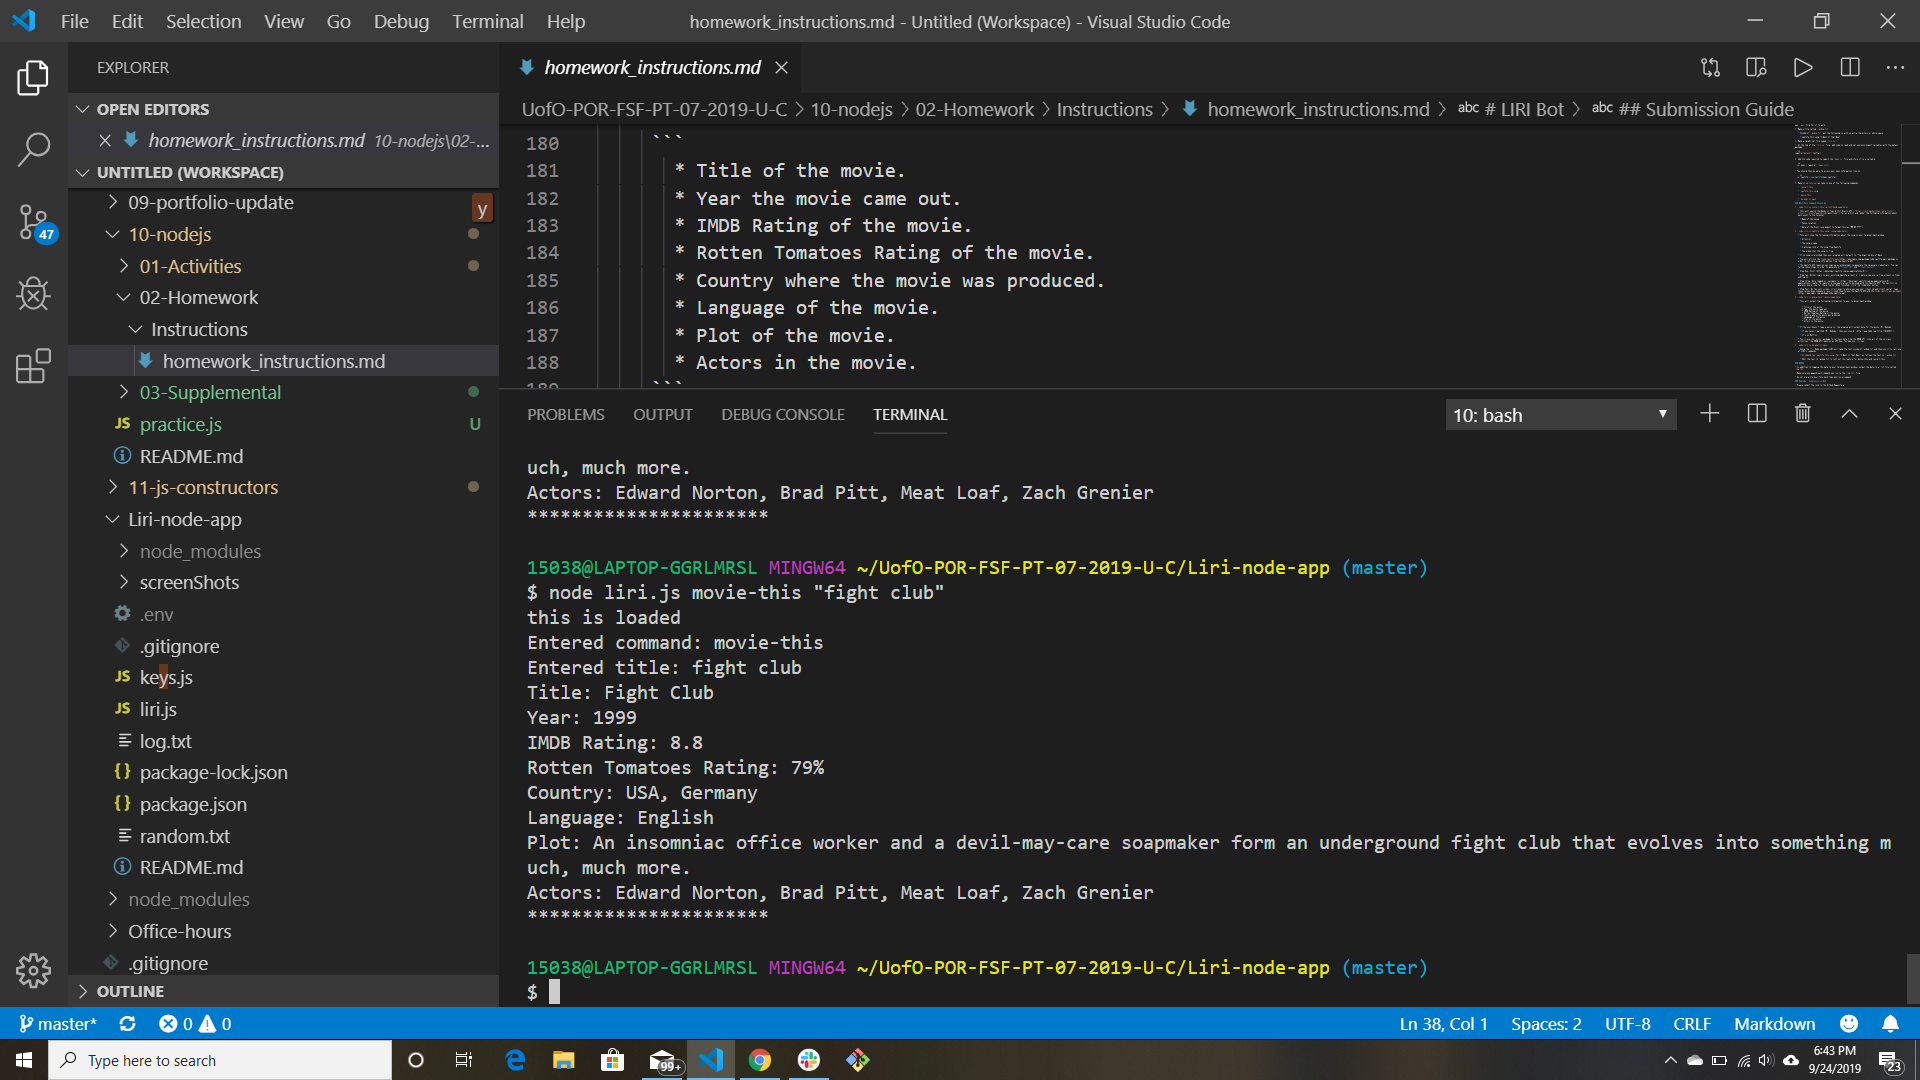 File Edit Selection View Go Debug Terminal Help
homework_instructions.md - Untitled (Workspace) - Visual Studio Code
EXPLORER
OPEN EDITORS
homework_instructions.md 10-nodejs\02-...
UNTITLED (WORKSPACE)
09-portfolio-update
y
10-nodejs
01-Activities
02-Homework
Instructions
homework_instructions.md
03-Supplemental
JS practice.js U
README.md
11-js-constructors
Liri-node-app
node_modules
screenShots
.env
.gitignore
JS keys.js
JS liri.js
log.txt
{} package-lock.json
{} package.json
random.txt
README.md
node_modules
Office-hours
.gitignore
OUTLINE
47
homework_instructions.md
UofO-POR-FSF-PT-07-2019-U-C > 10-nodejs > 02-Homework > Instructions > homework_instructions.md > abc # LIRI Bot > abc ## Submission Guide
180 ```
181 * Title of the movie.
182 * Year the movie came out.
183 * IMDB Rating of the movie.
184 * Rotten Tomatoes Rating of the movie.
185 * Country where the movie was produced.
186 * Language of the movie.
187 * Plot of the movie.
188 * Actors in the movie.
189 ```
PROBLEMS OUTPUT DEBUG CONSOLE TERMINAL
10: bash
uch, much more.
Actors: Edward Norton, Brad Pitt, Meat Loaf, Zach Grenier
**********************
15038@LAPTOP-GGRLMRSL MINGW64 ~/UofO-POR-FSF-PT-07-2019-U-C/Liri-node-app (master)
$ node liri.js movie-this "fight club"
this is loaded
Entered command: movie-this
Entered title: fight club
Title: Fight Club
Year: 1999
IMDB Rating: 8.8
Rotten Tomatoes Rating: 79%
Country: USA, Germany
Language: English
Plot: An insomniac office worker and a devil-may-care soapmaker form an underground fight club that evolves into something m
uch, much more.
Actors: Edward Norton, Brad Pitt, Meat Loaf, Zach Grenier
**********************
15038@LAPTOP-GGRLMRSL MINGW64 ~/UofO-POR-FSF-PT-07-2019-U-C/Liri-node-app (master)
$
master* 0 0
Ln 38, Col 1 Spaces: 2 UTF-8 CRLF Markdown
Type here to search
99+
6:43 PM
9/24/2019
23